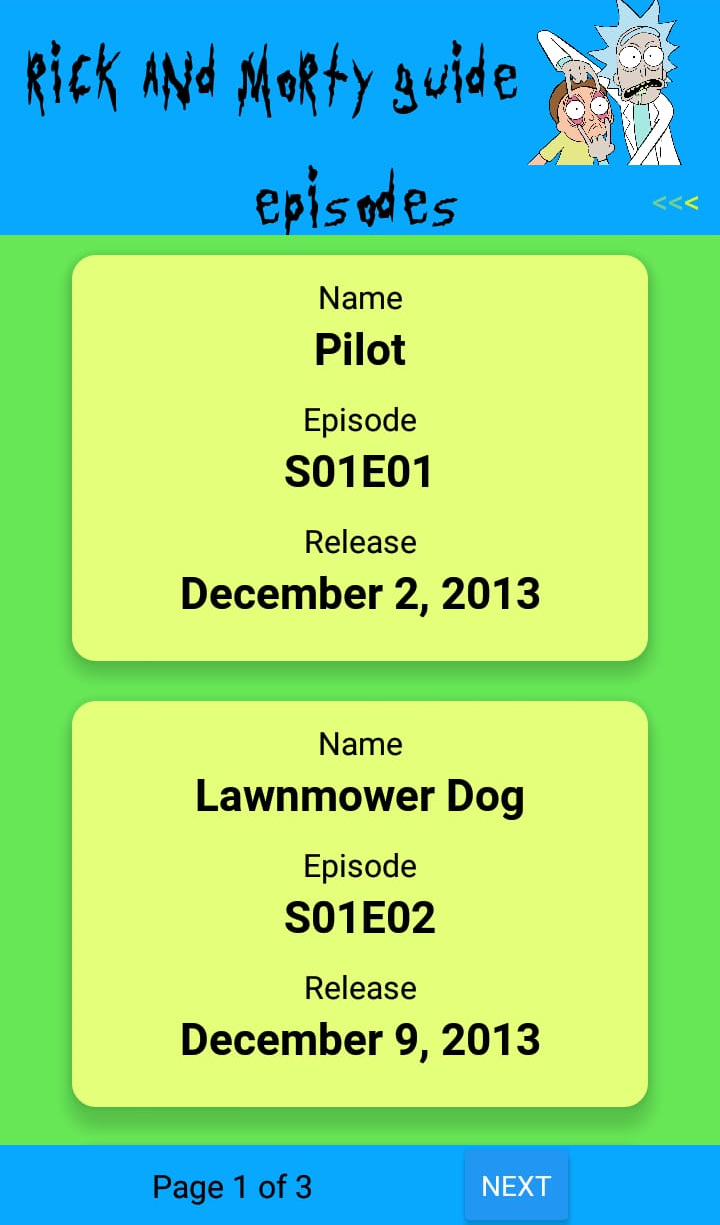 Rick and Morty guide
episodes
<<<
Name
Pilot
Episode
S01E01
Release
December 2, 2013
Name
Lawnmower Dog
Episode
S01E02
Release
December 9, 2013
Page 1 of 3
NEXT